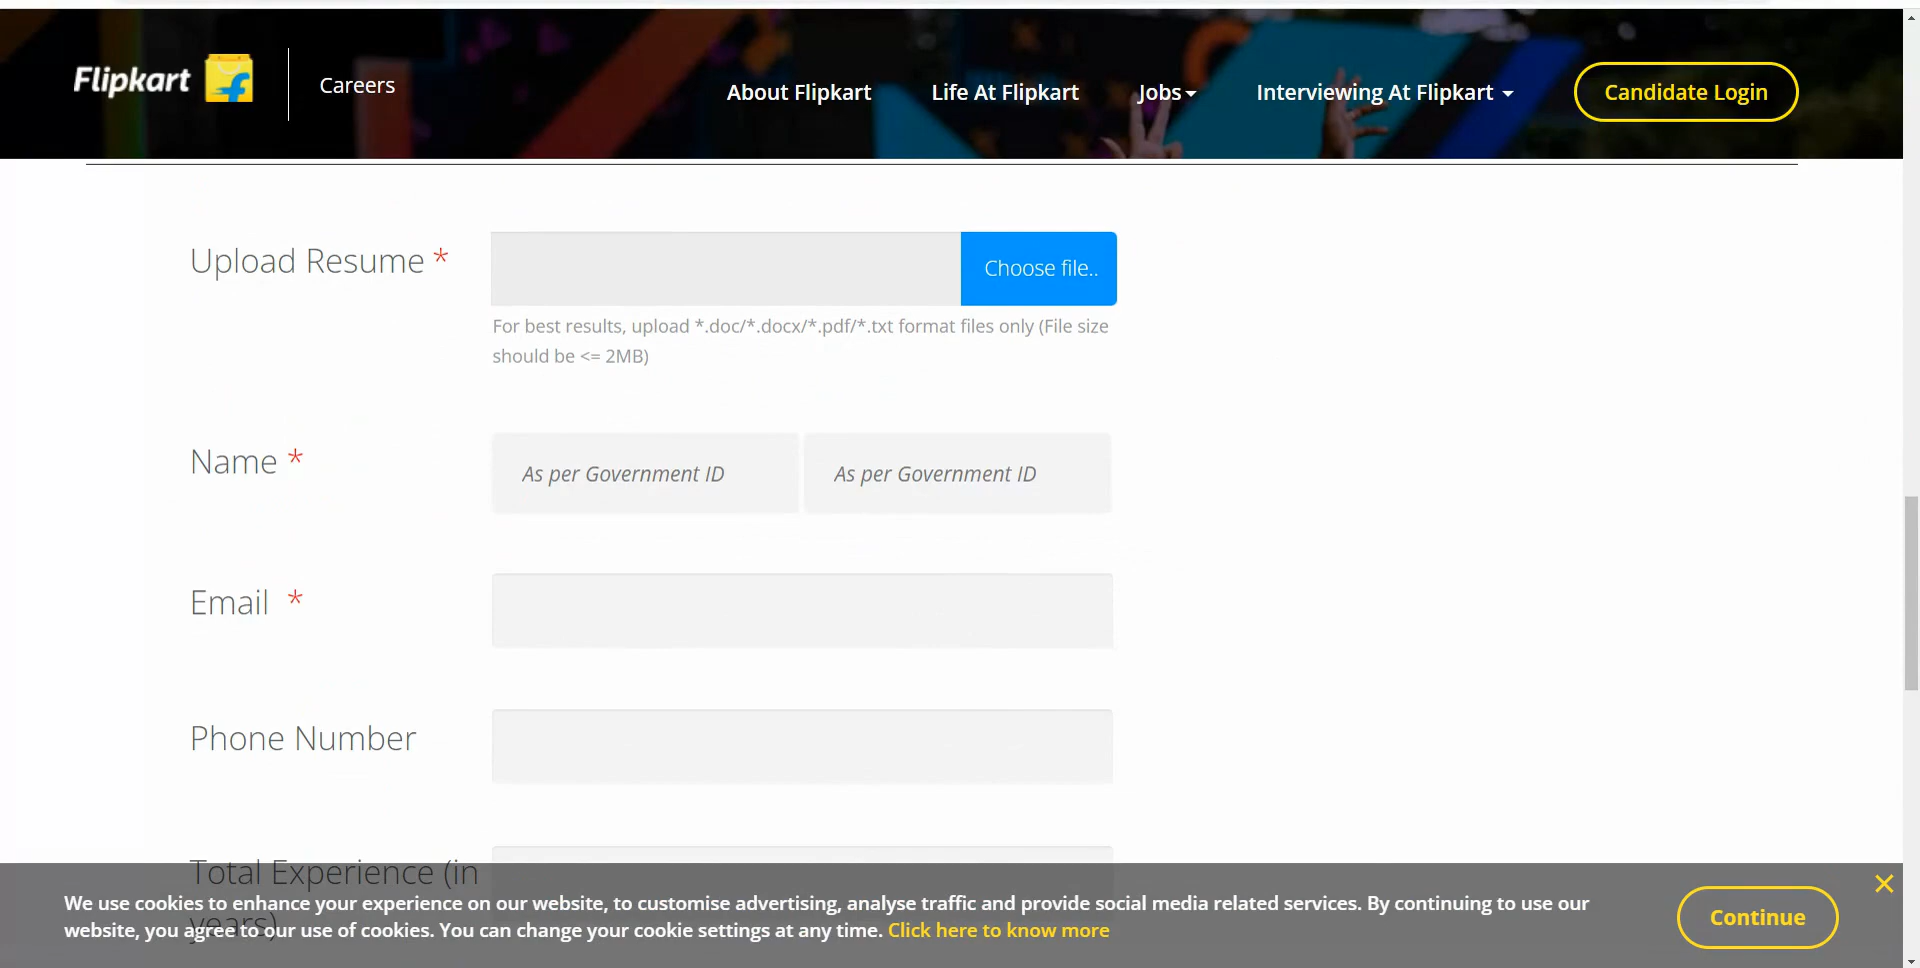 Flipkart
Careers
About Flipkart
Life At Flipkart
Jobs
Interviewing At Flipkart
Candidate Login
Upload Resume *
Choose file..
For best results, upload *.doc/*.docx/*.pdf/*.txt format files only (File size
should be <= 2MB)
Name *
As per Government ID
As per Government ID
Email *
Phone Number
Total Experience (in
years)
We use cookies to enhance your experience on our website, to customise advertising, analyse traffic and provide social media related services. By continuing to use our
website, you agree to our use of cookies. You can change your cookie settings at any time. Click here to know more
Continue